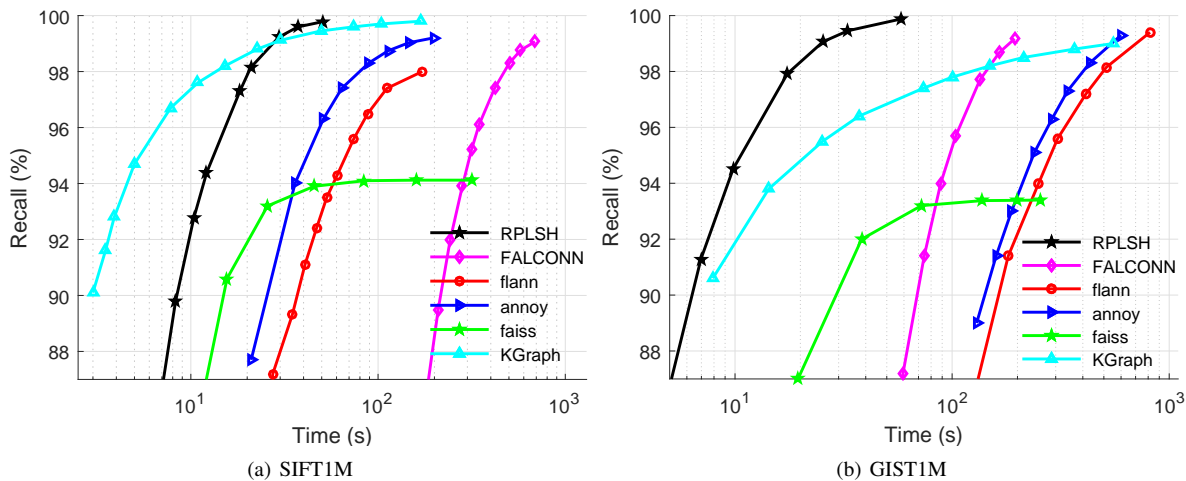 100
98
96
94
92
90
88
Recall (%)
10^1
10^2
10^3
Time (s)
RPLSH
FALCONN
flann
annoy
faiss
KGraph
(a) SIFT1M
100
98
96
94
92
90
88
Recall (%)
10^1
10^2
10^3
Time (s)
RPLSH
FALCONN
flann
annoy
faiss
KGraph
(b) GIST1M